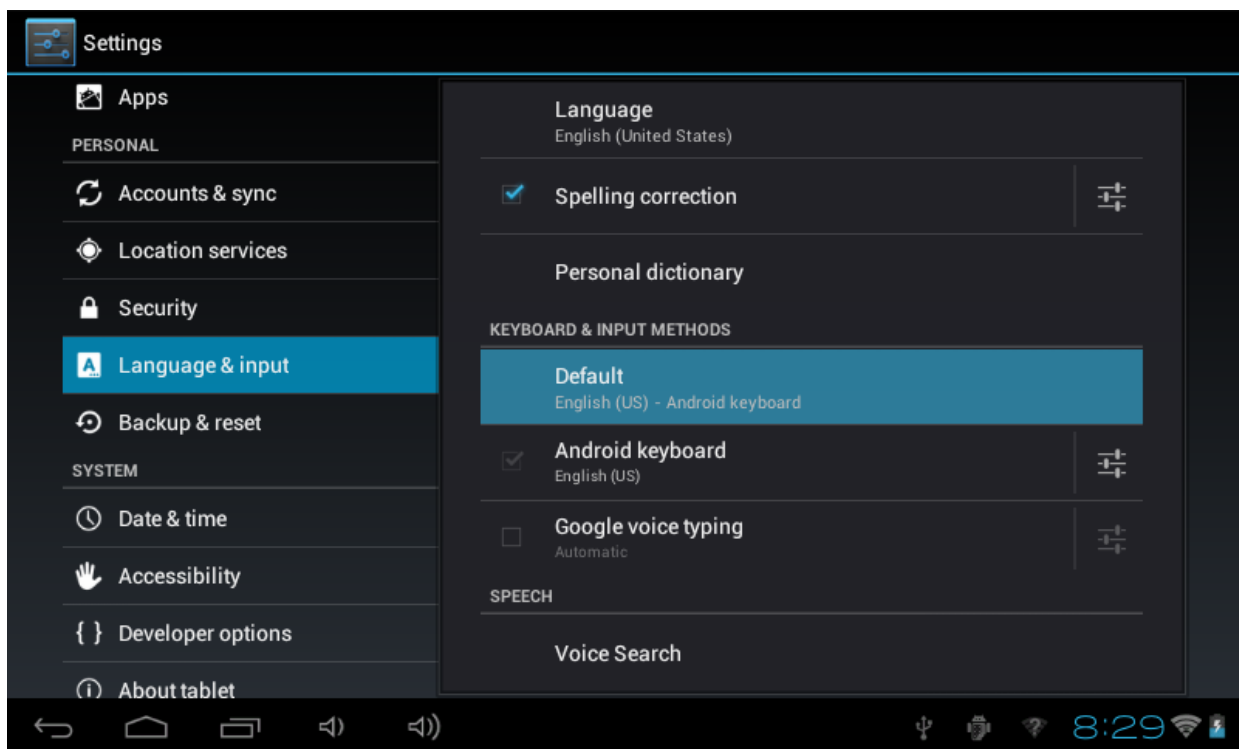 Settings
Apps
PERSONAL
Accounts & sync
Location services
Security
Language & input
Backup & reset
SYSTEM
Date & time
Accessibility
{ } Developer options
About tablet
Language
English (United States)
Spelling correction
Personal dictionary
KEYBOARD & INPUT METHODS
Default
English (US) - Android keyboard
Android keyboard
English (US)
Google voice typing
Automatic
SPEECH
Voice Search
8:29